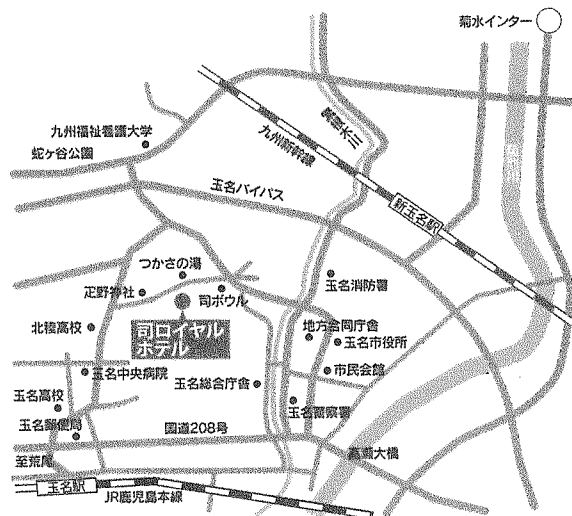 菊水インター
繁根木川
九州新幹線
九州福祉看護大学
蛇ヶ谷公園
玉名バイパス
新玉名駅
つかさの湯
疋野神社
司ボウル
玉名消防署
北稜高校
司ロイヤル
ホテル
地方合同庁舎
玉名市役所
玉名中央病院
市民会館
玉名総合庁舎
玉名高校
玉名警察署
玉名郵便局
国道208号
至荒尾
高瀬大橋
玉名駅
JR鹿児島本線